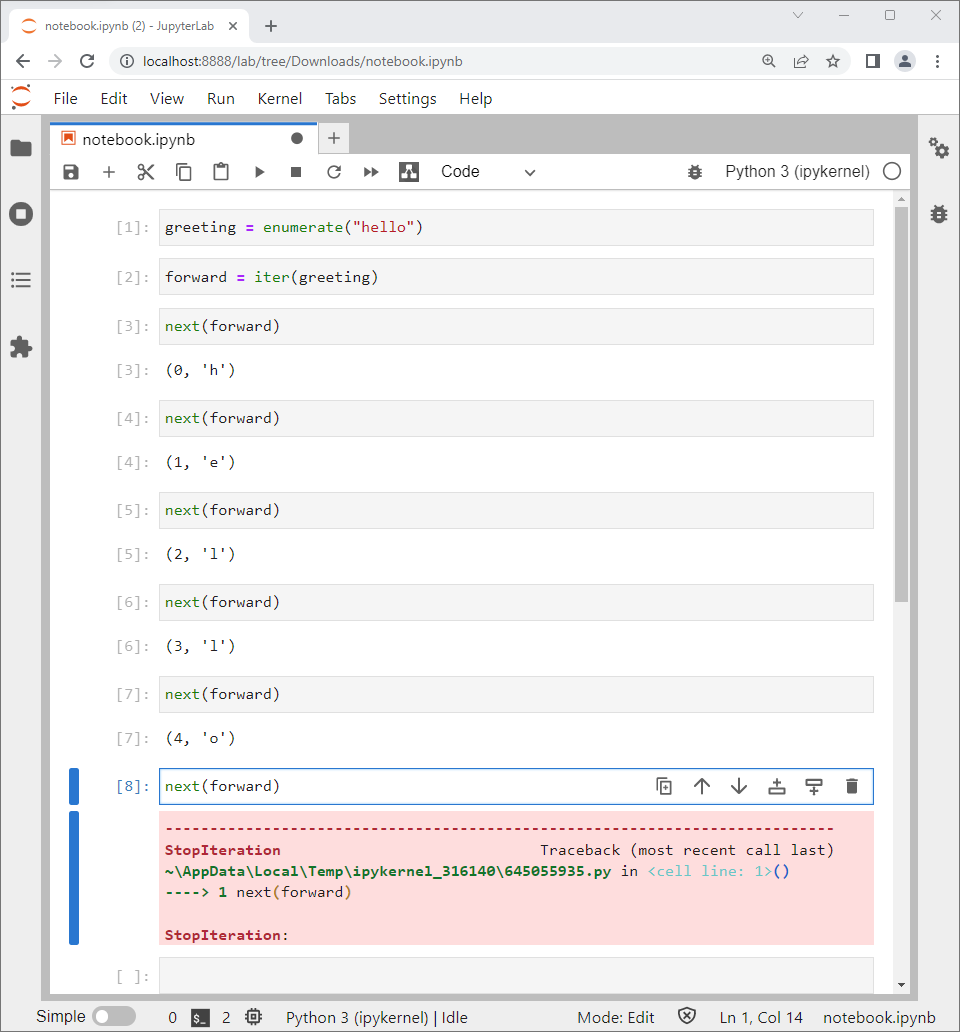 notebook.ipynb (2) - JupyterLab
localhost:8888/lab/tree/Downloads/notebook.ipynb
File Edit View Run Kernel Tabs Settings Help
notebook.ipynb
Code Python 3 (ipykernel)
[1]: greeting = enumerate("hello")
[2]: forward = iter(greeting)
[3]: next(forward)
[3]: (0, 'h')
[4]: next(forward)
[4]: (1, 'e')
[5]: next(forward)
[5]: (2, 'l')
[6]: next(forward)
[6]: (3, 'l')
[7]: next(forward)
[7]: (4, 'o')
[8]: next(forward)
---------------------------------------------------------------------------
StopIteration                             Traceback (most recent call last)
~\AppData\Local\Temp\ipykernel_316140\645055935.py in <cell line: 1>()
----> 1 next(forward)
StopIteration:
[ ]:
Simple 0 $_ 2 Python 3 (ipykernel) | Idle Mode: Edit Ln 1, Col 14 notebook.ipynb